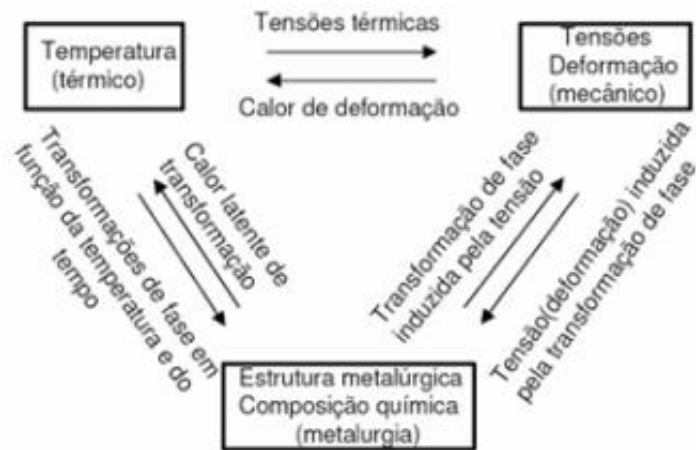 Tensões térmicas
Temperatura
(térmico)
Tensões
Deformação
(mecânico)
Calor de deformação
Transformações de fase em
função da temperatura e do
tempo
Calor latente de
transformação
Transformação de fase
induzida pela tensão
Tensão(deformação) induzida
pela transformação de fase
Estrutura metalúrgica
Composição química
(metalurgia)